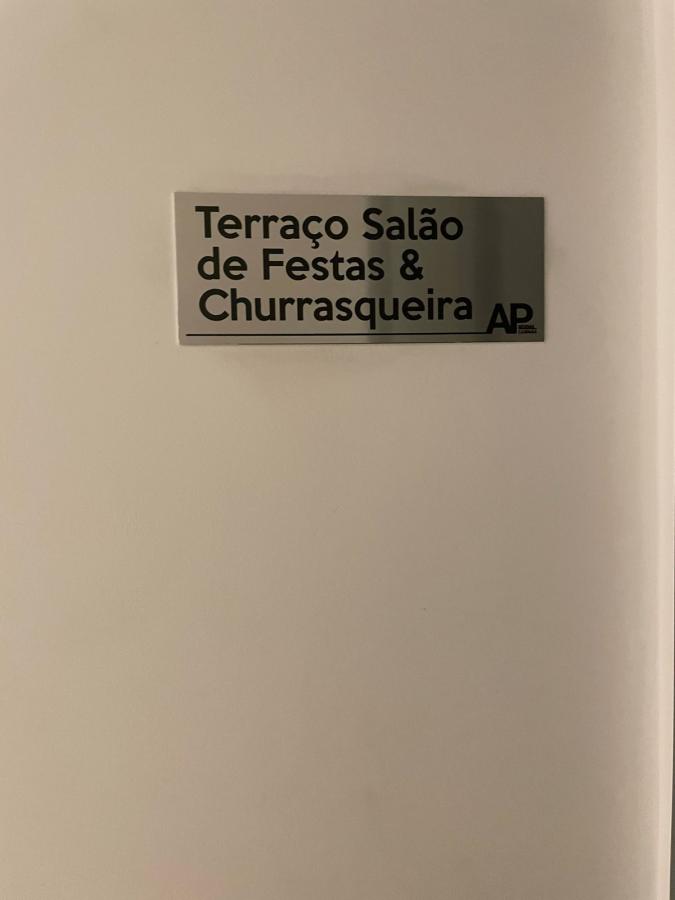 Terraço Salão
de Festas &
Churrasqueira
AP